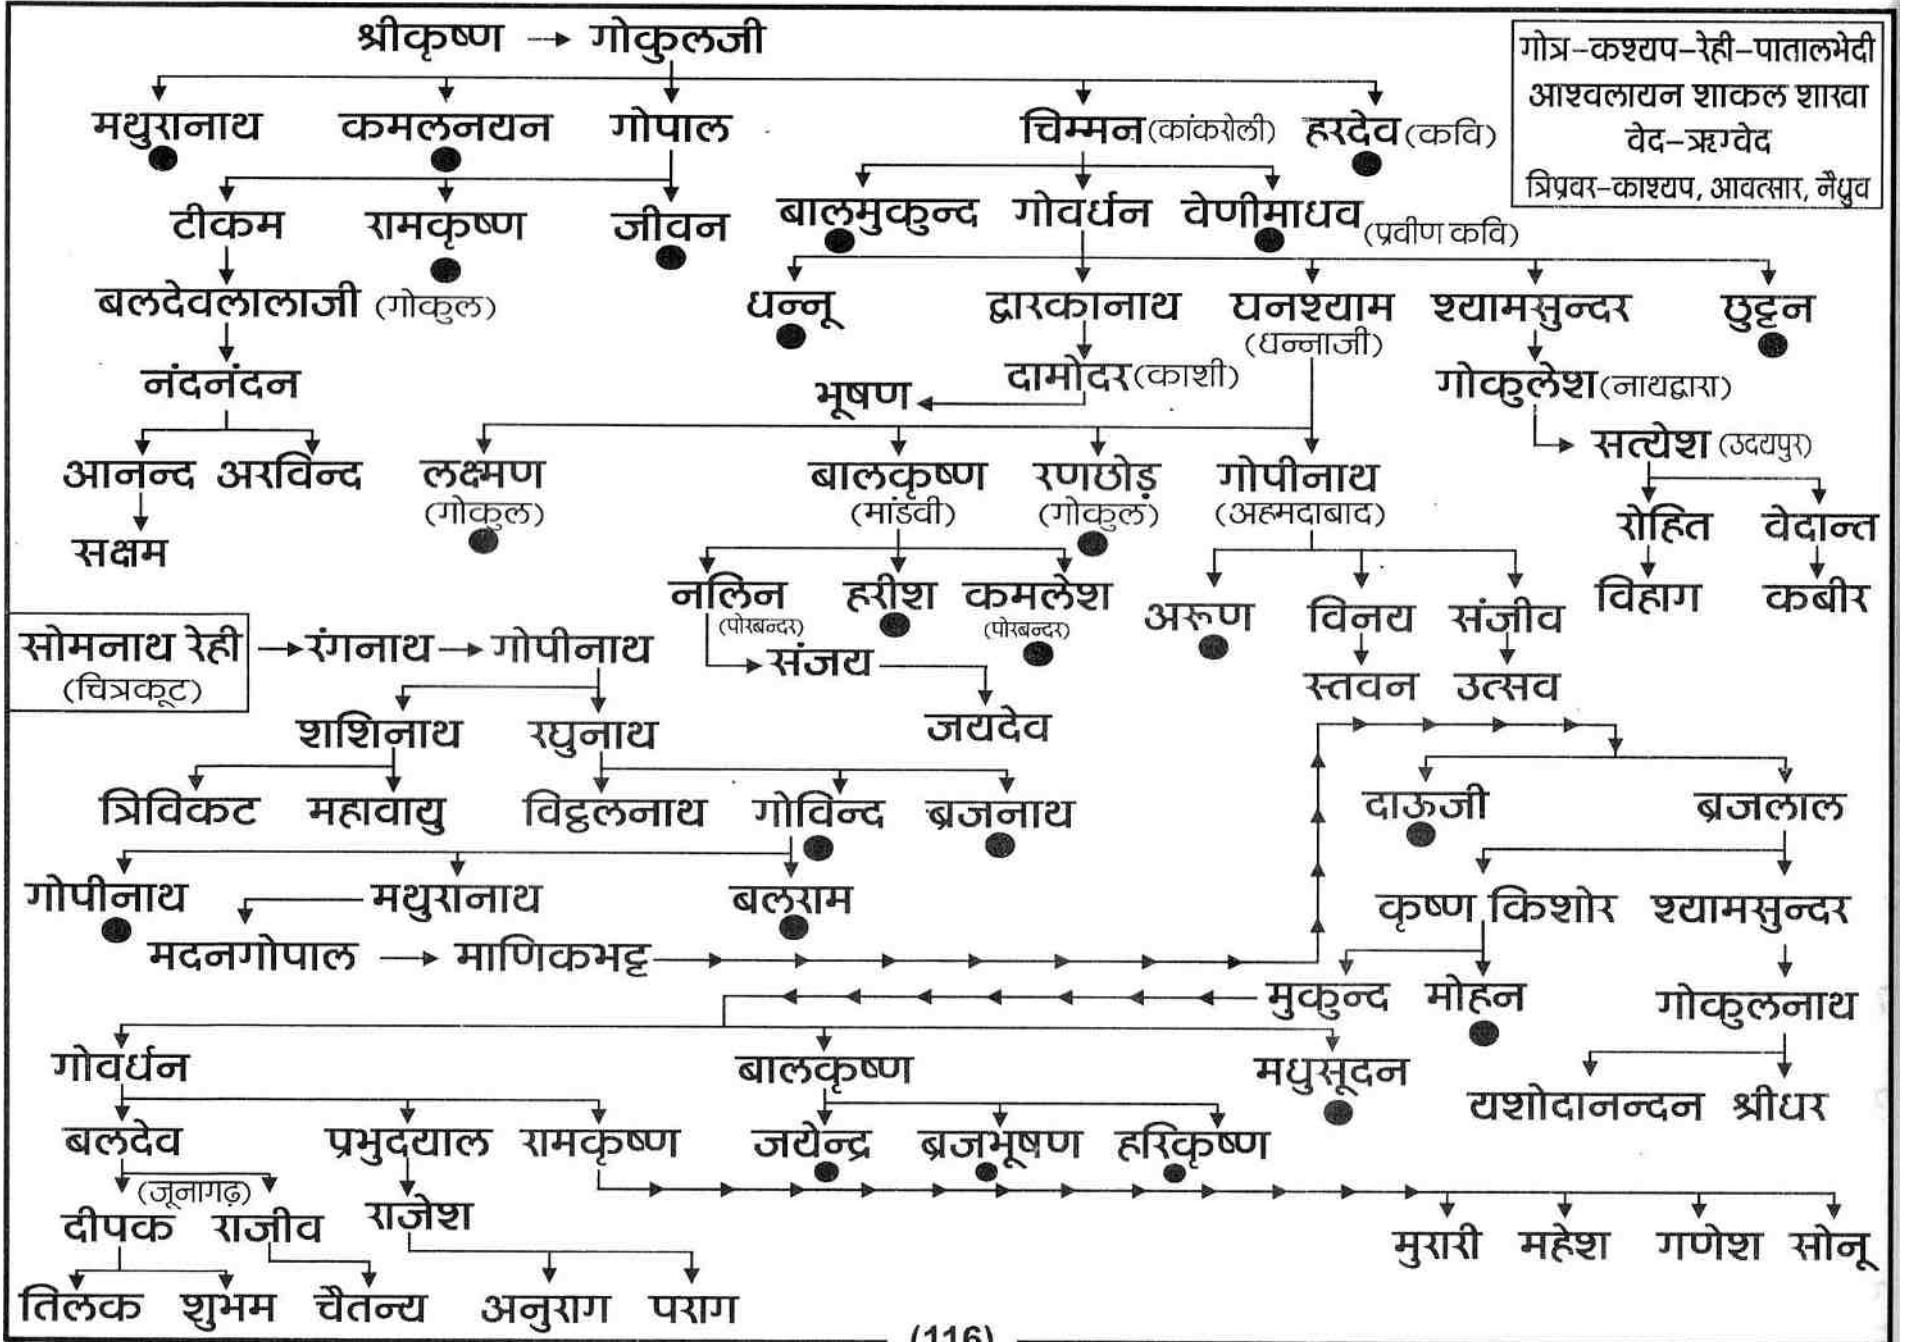 श्रीकृष्ण → गोकुलजी
गोत्र-कश्यप-रेही-पातालभेदी
आश्वलायन शाकल शाखा
वेद-ऋग्वेद
त्रिप्रवर-काश्यप, आवत्सार, नैध्रुव
मथुरानाथ कमलनयन गोपाल चिम्मन (कांकरोली) हरदेव (कवि)
टीकम रामकृष्ण जीवन बालमुकुन्द गोवर्धन वेणीमाधव (प्रवीण कवि)
बलदेवलालाजी (गोकुल) धन्नू द्वारकानाथ घनश्याम श्यामसुन्दर छुट्टन
(धन्नाजी)
नंदनंदन भूषण दामोदर (काशी) गोकुलेश (नाथद्वारा)
सत्येश (उदयपुर)
आनन्द अरविन्द लक्ष्मण बालकृष्ण रणछोड़ गोपीनाथ
(गोकुल) (मांडवी) (गोकुल) (अहमदाबाद)
रोहित वेदान्त
सक्षम
नलिन हरीश कमलेश अरूण विनय संजीव विहाग कबीर
(पोरबन्दर) (पोरबन्दर)
सोमनाथ रेही → रंगनाथ → गोपीनाथ संजय
(चित्रकूट) स्तवन उत्सव
शशिनाथ रघुनाथ जयदेव
त्रिविकट महावायु विट्ठलनाथ गोविन्द ब्रजनाथ दाऊजी ब्रजलाल
गोपीनाथ मथुरानाथ बलराम कृष्ण किशोर श्यामसुन्दर
मदनगोपाल → माणिकभट्ट
मुकुन्द मोहन गोकुलनाथ
गोवर्धन बालकृष्ण मधुसूदन
यशोदानन्दन श्रीधर
बलदेव प्रभुदयाल रामकृष्ण जयेन्द्र ब्रजभूषण हरिकृष्ण
(जूनागढ़)
दीपक राजीव राजेश
मुरारी महेश गणेश सोनू
तिलक शुभम चैतन्य अनुराग पराग
(116)